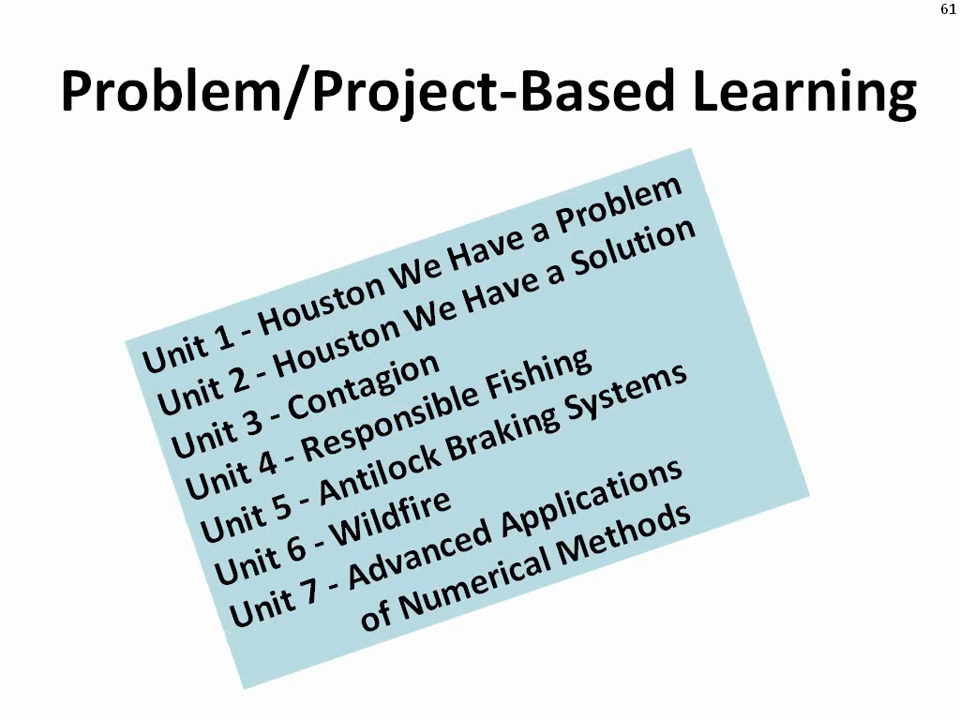 61
Problem/Project-Based Learning
Unit 1 - Houston We Have a Problem
Unit 2 - Houston We Have a Solution
Unit 3 - Contagion
Unit 4 - Responsible Fishing
Unit 5 - Antilock Braking Systems
Unit 6 - Wildfire
Unit 7 - Advanced Applications
of Numerical Methods